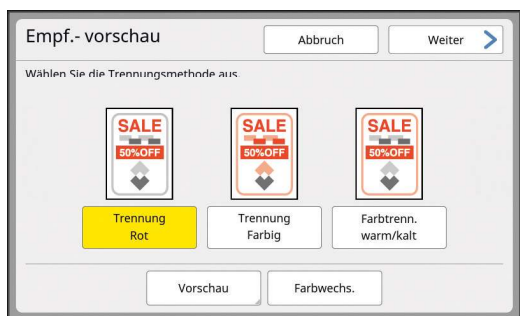 Empf.- vorschau
Abbruch
Weiter
Wählen Sie die Trennungsmethode aus.
SALE
50%OFF
SALE
50%OFF
SALE
50%OFF
Trennung
Rot
Trennung
Farbig
Farbtrenn.
warm/kalt
Vorschau
Farbwechs.